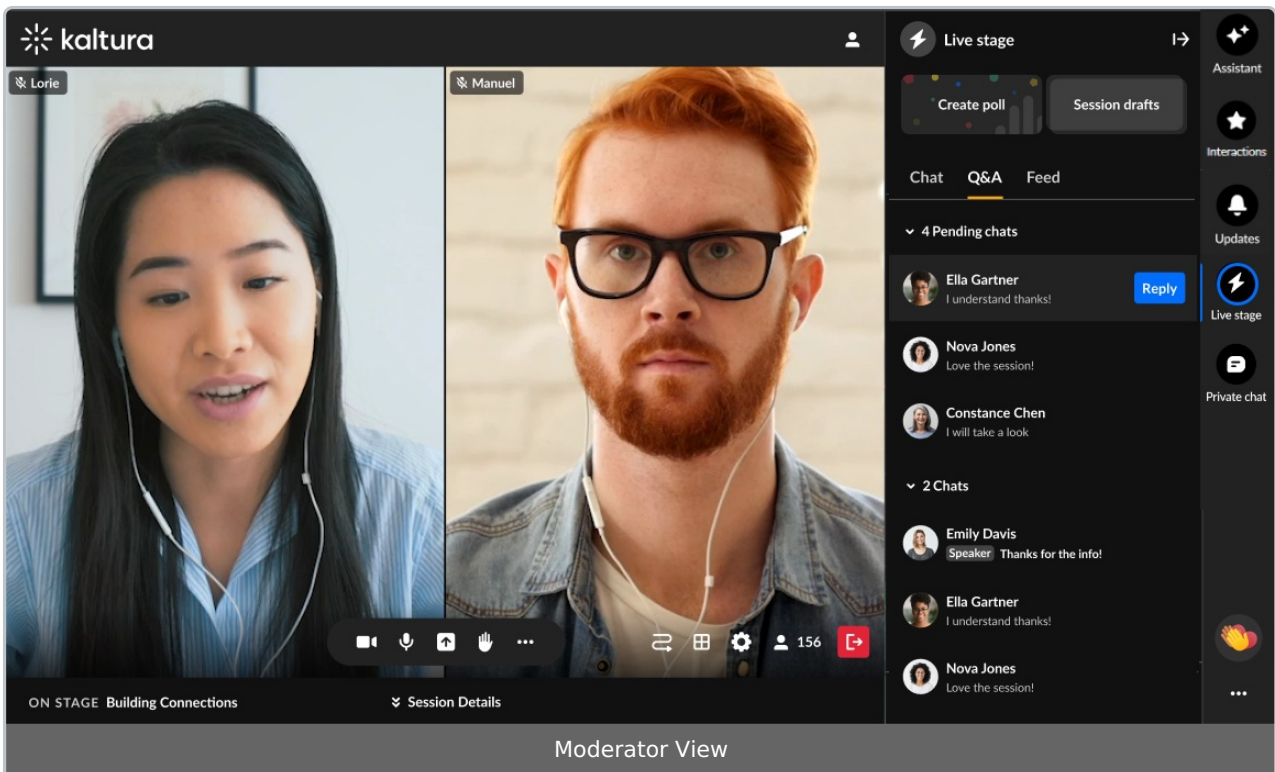 kaltura
Lorie
Manuel
Live stage
Create poll
Session drafts
Chat Q&A Feed
4 Pending chats
Ella Gartner
I understand thanks!
Reply
Nova Jones
Love the session!
Constance Chen
I will take a look
2 Chats
Emily Davis
Speaker Thanks for the info!
Ella Gartner
I understand thanks!
Nova Jones
Love the session!
Assistant
Interactions
Updates
Live stage
Private chat
156
ON STAGE Building Connections
Session Details
Moderator View